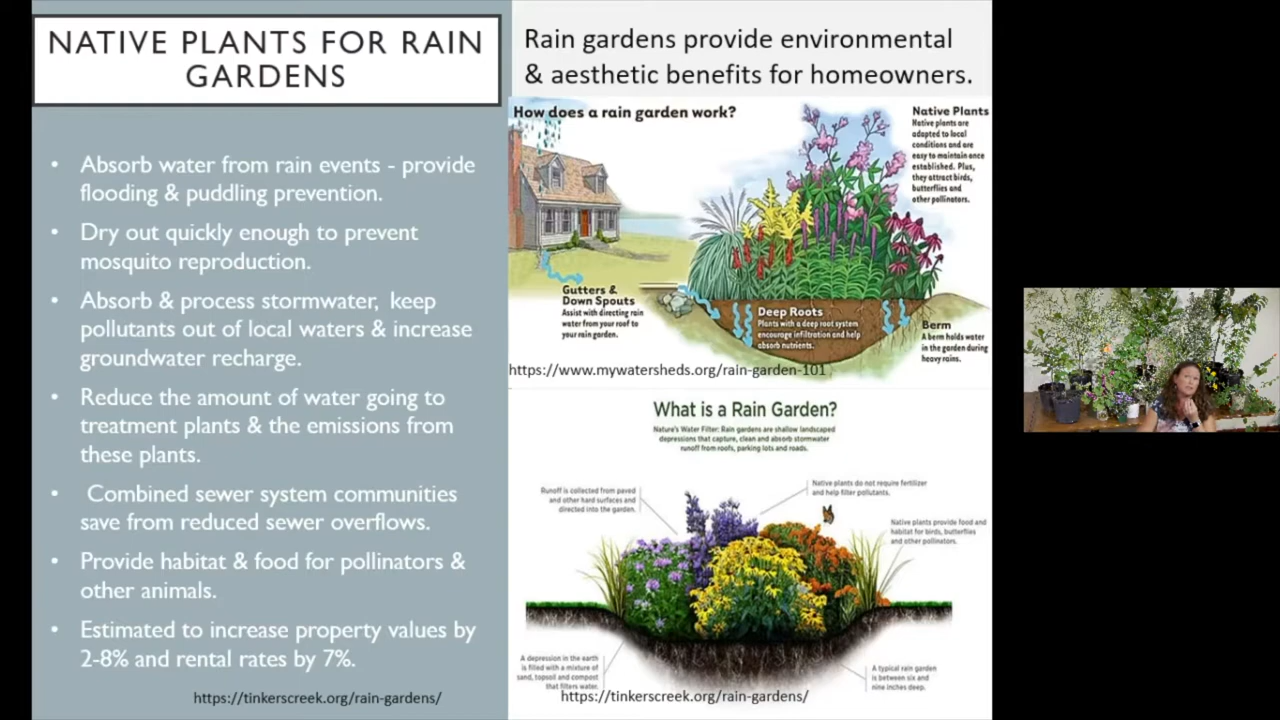 NATIVE PLANTS FOR RAIN
GARDENS
• Absorb water from rain events - provide
flooding & puddling prevention.
• Dry out quickly enough to prevent
mosquito reproduction.
• Absorb & process stormwater, keep
pollutants out of local waters & increase
groundwater recharge.
• Reduce the amount of water going to
treatment plants & the emissions from
these plants.
• Combined sewer system communities
save from reduced sewer overflows.
• Provide habitat & food for pollinators &
other animals.
• Estimated to increase property values by
2-8% and rental rates by 7%.
https://tinkerscreek.org/rain-gardens/
Rain gardens provide environmental
& aesthetic benefits for homeowners.
How does a rain garden work?
Native Plants
Native plants are
adapted to local
conditions and are
easy to maintain once
established. Plus,
they attract birds,
butterflies and
other pollinators.
Gutters &
Down Spouts
Assist with directing rain
water from your roof to
your rain garden.
Deep Roots
Plants with a deep root system
encourage infiltration and help
absorb nutrients.
Berm
A berm holds water
in the garden during
heavy rains.
https://www.mywatersheds.org/rain-garden-101
What is a Rain Garden?
Nature's Water Filter: Rain gardens are shallow landscaped
depressions that capture, clean and absorb stormwater
runoff from roofs, parking lots and roads.
Runoff is collected from paved
and other hard surfaces and
directed into the garden.
Native plants do not require fertilizer
and help filter pollutants.
Native plants provide food and
habitat for birds, butterflies
and other pollinators.
A depression in the earth
is filled with a mixture of
sand, topsoil and compost
that filters water.
A typical rain garden
is between six and
nine inches deep.
https://tinkerscreek.org/rain-gardens/